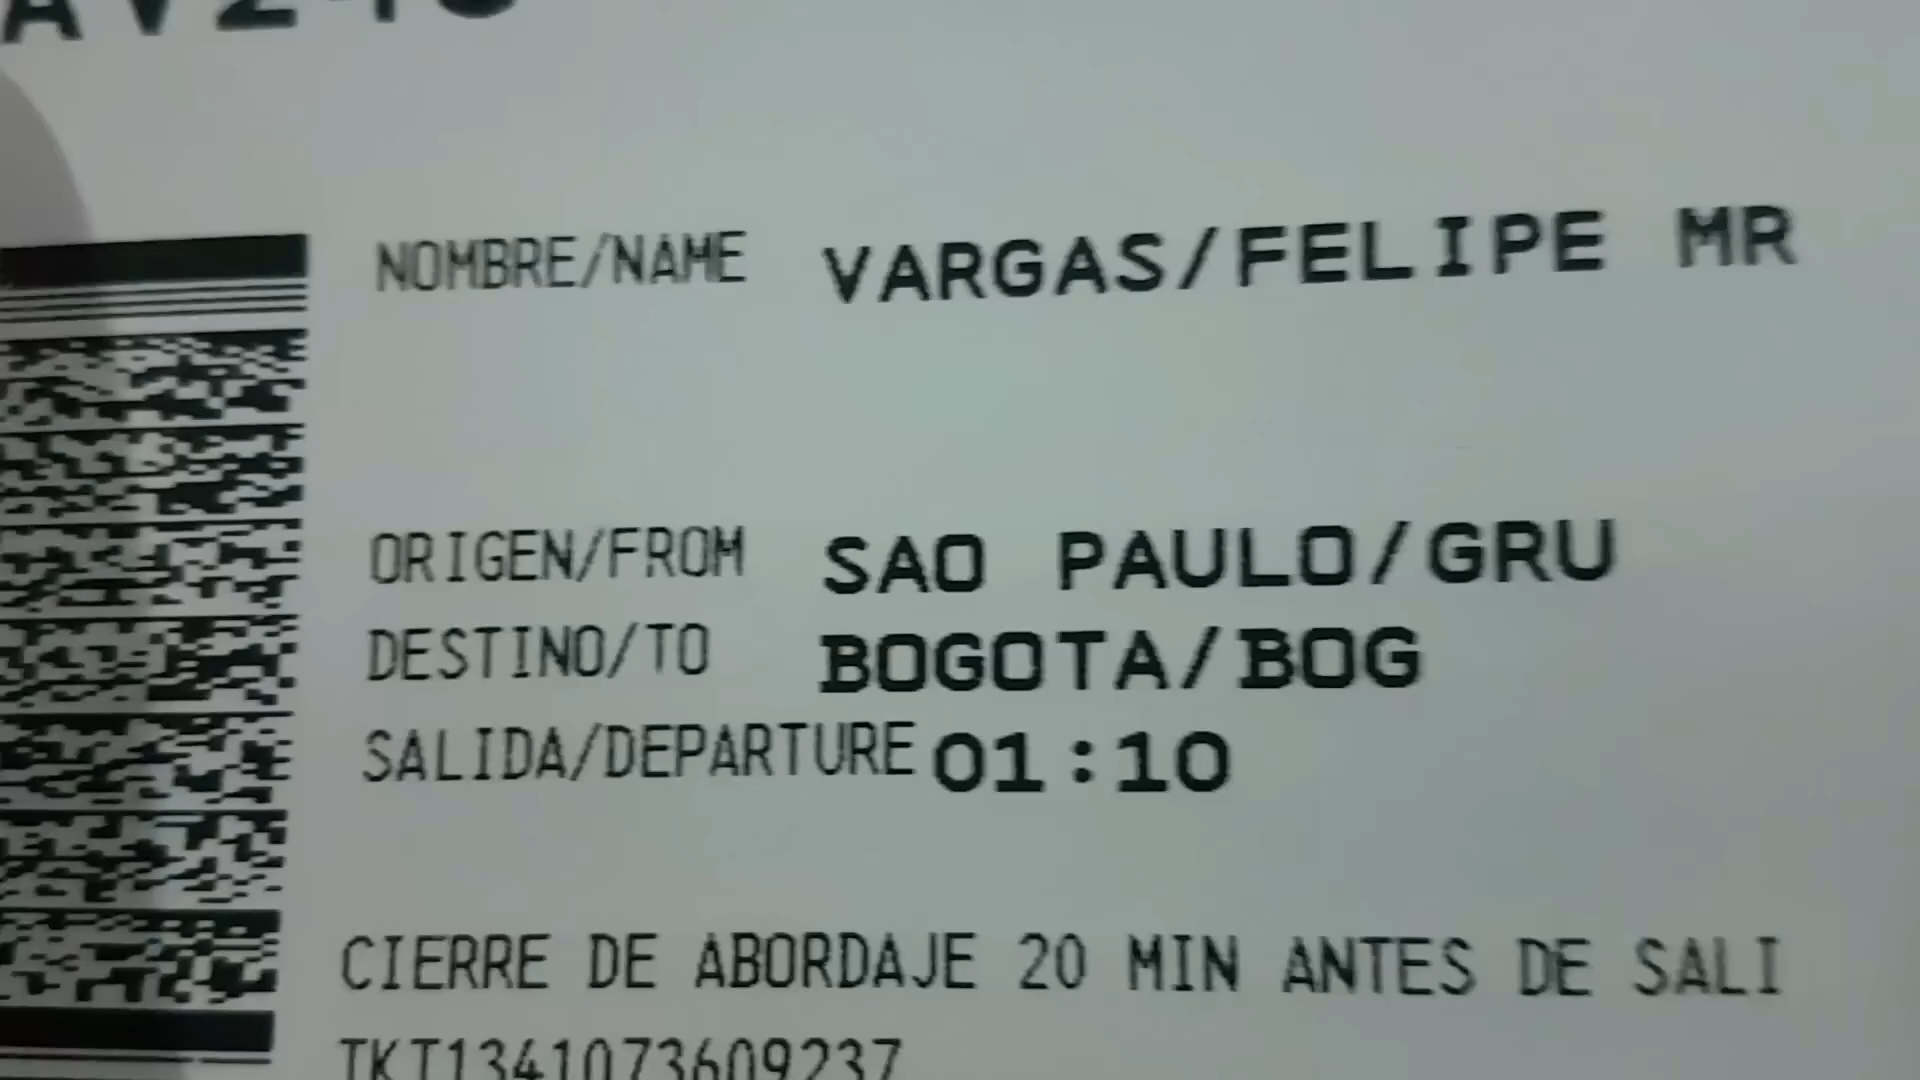 NOMBRE/NAME VARGAS/FELIPE MR
ORIGEN/FROM SAO PAULO/GRU
DESTINO/TO BOGOTA/BOG
SALIDA/DEPARTURE 01:10
CIERRE DE ABORDAJE 20 MIN ANTES DE SALI
TKT1341073609237